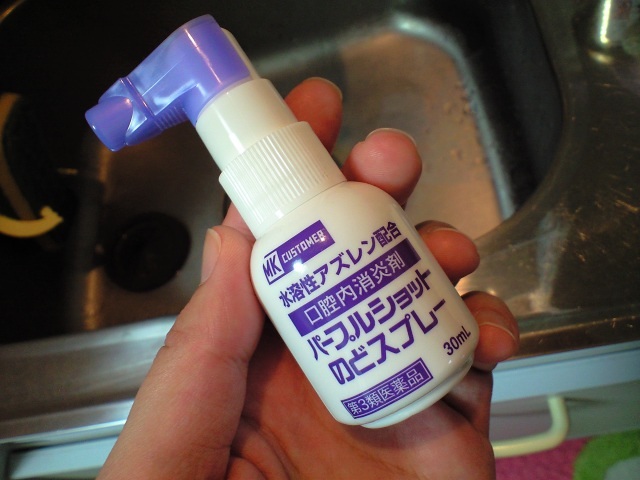 MK CUSTOMER
水溶性アズレン配合
口腔内消炎剤
パープルショット
のどスプレー
30mL
第3類医薬品